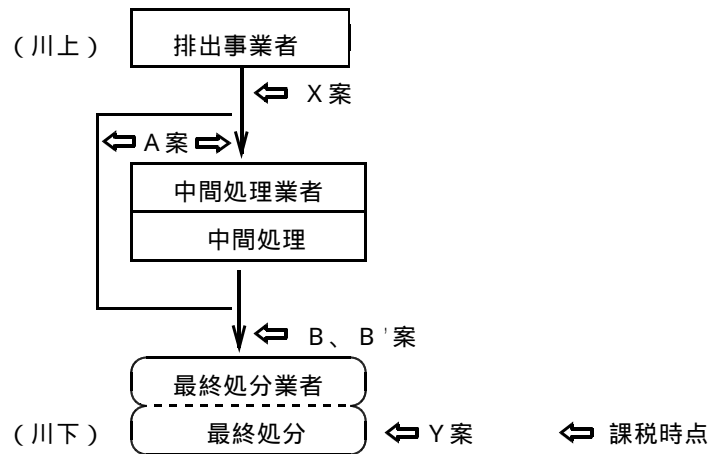 （川上） 排出事業者
X案
A案
中間処理業者
中間処理
B、B'案
最終処分業者
（川下） 最終処分 Y案 課税時点